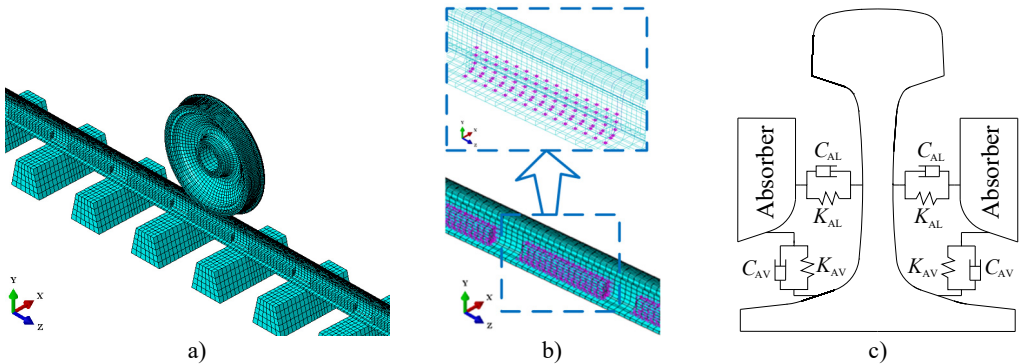 Y
X
Z
a)
Y
X
Z
b)
Absorber
C_AL
K_AL
C_AV
K_AV
C_AL
K_AL
K_AV
C_AV
Absorber
c)